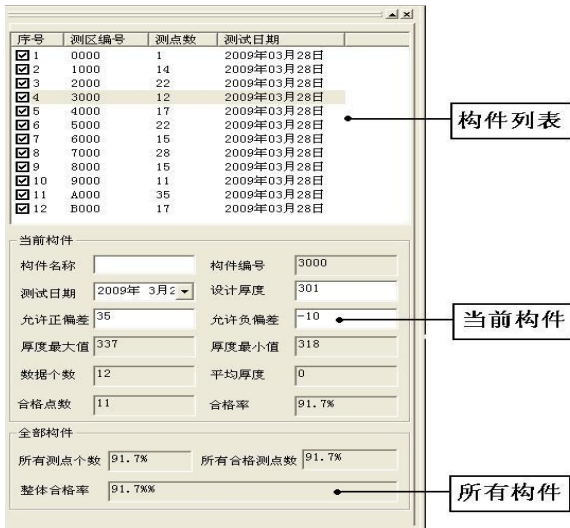 序号 测区编号 测点数 测试日期
1 0000 1 2009年03月28日
2 1000 14 2009年03月28日
3 2000 22 2009年03月28日
4 3000 12 2009年03月28日
5 4000 17 2009年03月28日
6 5000 22 2009年03月28日
7 6000 15 2009年03月28日
8 7000 28 2009年03月28日
9 8000 15 2009年03月28日
10 9000 11 2009年03月28日
11 A000 35 2009年03月28日
12 B000 17 2009年03月28日
构件列表
当前构件
构件名称 构件编号 3000
测试日期 2009年 3月2 设计厚度 301
允许正偏差 35 允许负偏差 -10
当前构件
厚度最大值 337 厚度最小值 318
数据个数 12 平均厚度 0
合格点数 11 合格率 91.7%
全部构件
所有测点个数 91.7% 所有合格测点数 91.7%
整体合格率 91.7%%
所有构件